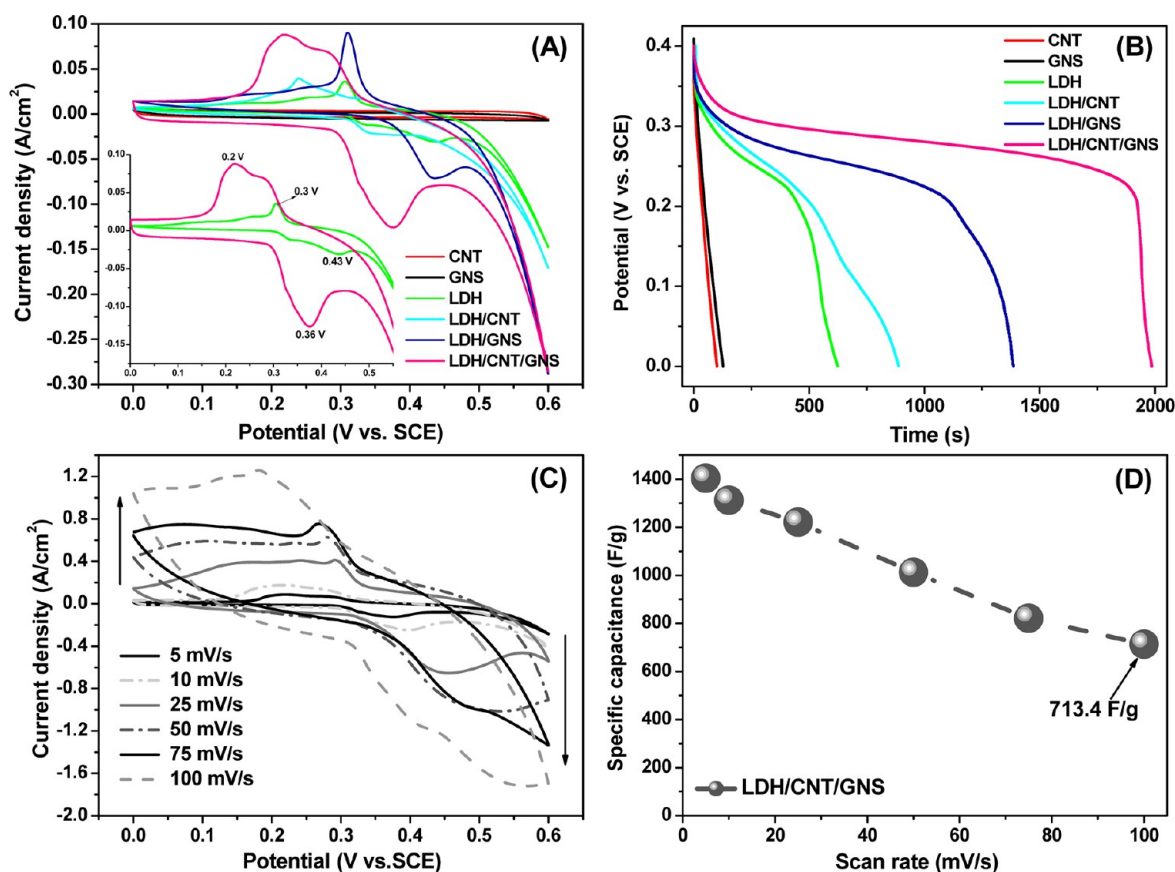 (A)
0.10
0.05
0.00
-0.05
-0.10
-0.15
-0.20
-0.25
-0.30
Current density (A/cm²)
0.0 0.1 0.2 0.3 0.4 0.5 0.6
Potential (V vs. SCE)
CNT
GNS
LDH
LDH/CNT
LDH/GNS
LDH/CNT/GNS
0.10
0.05
0.00
-0.05
-0.10
-0.15
0.0 0.1 0.2 0.3 0.4 0.5
0.2 V
0.3 V
0.43 V
0.36 V
(B)
0.4
0.3
0.2
0.1
0.0
Potential (V vs. SCE)
0 500 1000 1500 2000
Time (s)
CNT
GNS
LDH
LDH/CNT
LDH/GNS
LDH/CNT/GNS
(C)
1.2
0.8
0.4
0.0
-0.4
-0.8
-1.2
-1.6
-2.0
Current density (A/cm²)
0.0 0.1 0.2 0.3 0.4 0.5 0.6
Potential (V vs.SCE)
5 mV/s
10 mV/s
25 mV/s
50 mV/s
75 mV/s
100 mV/s
(D)
1400
1200
1000
800
600
400
200
0
Specific capacitance (F/g)
0 20 40 60 80 100
Scan rate (mV/s)
713.4 F/g
LDH/CNT/GNS